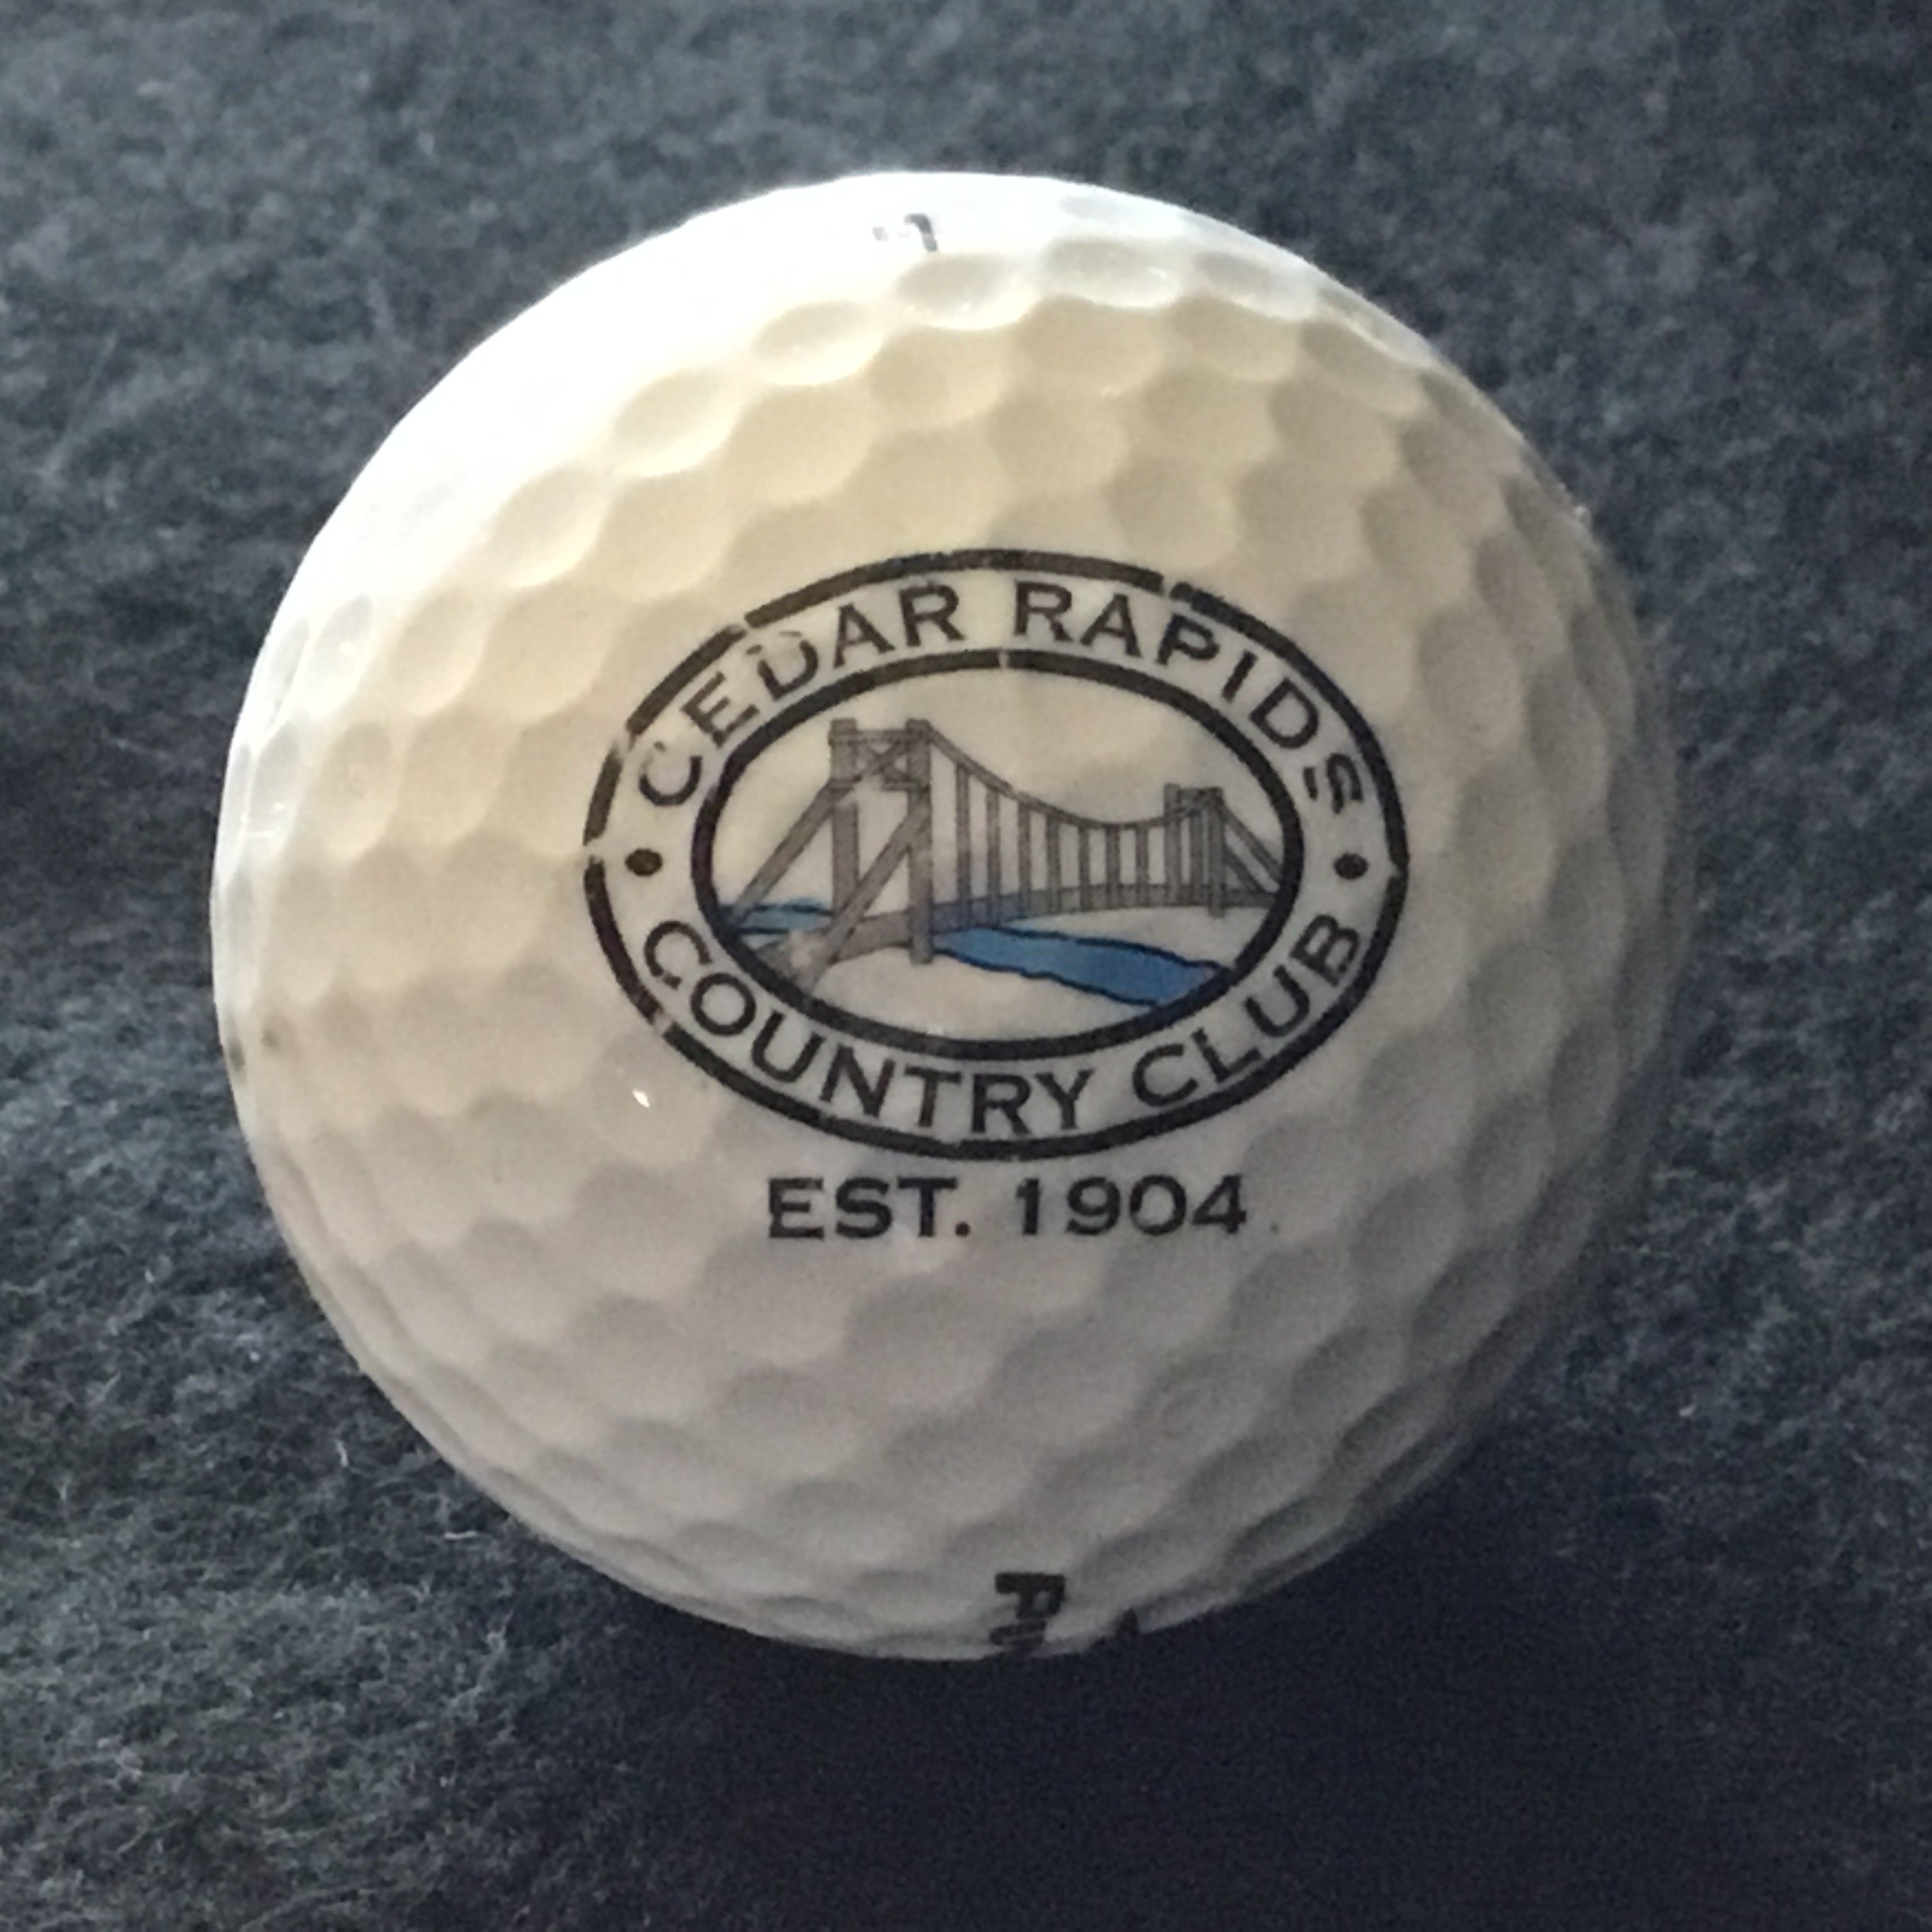 CEDAR RAPIDS
COUNTRY CLUB
EST. 1904